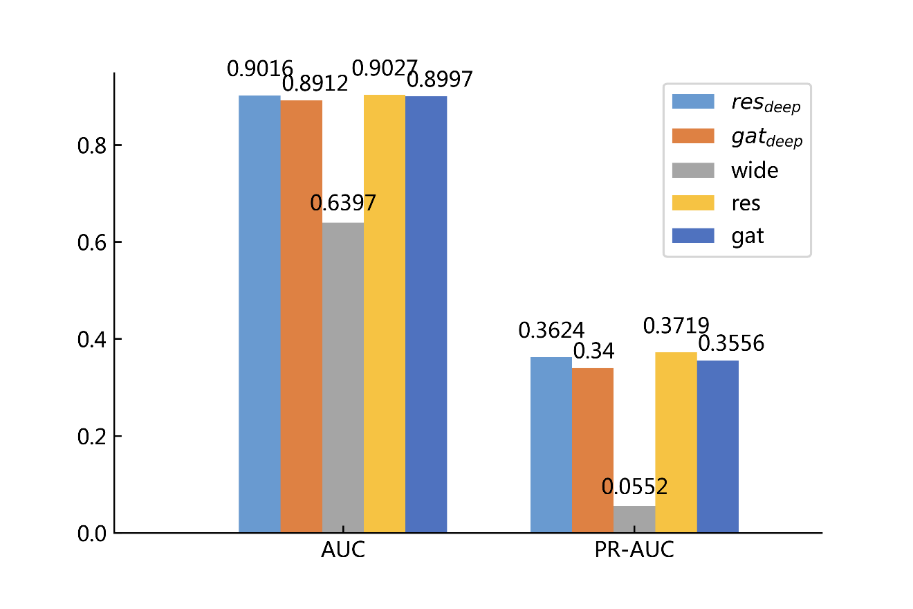 0.9016
0.8912
0.6397
0.9027
0.8997
0.3624
0.34
0.0552
0.3719
0.3556
0.8
0.6
0.4
0.2
0.0
AUC
PR-AUC
res_deep
gat_deep
wide
res
gat